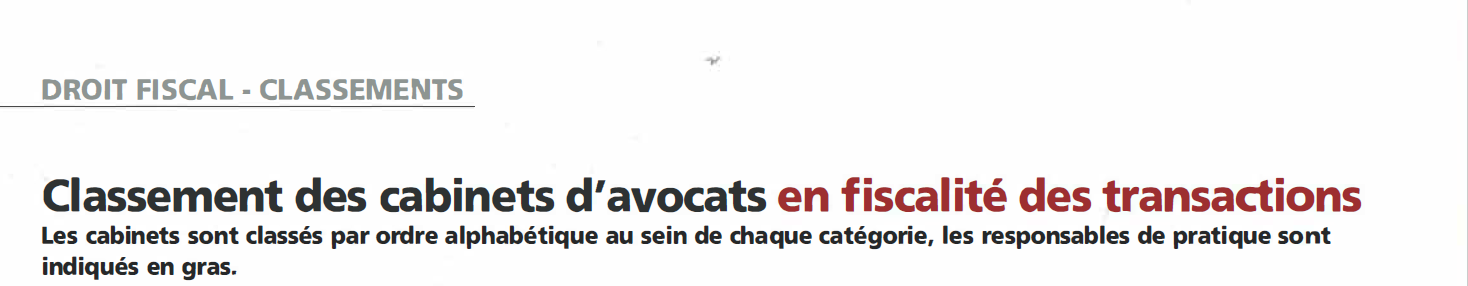 DROIT FISCAL - CLASSEMENTS
Classement des cabinets d'avocats en fiscalité des transactions
Les cabinets sont classés par ordre alphabétique au sein de chaque catégorie, les responsables de pratique sont
indiqués en gras.